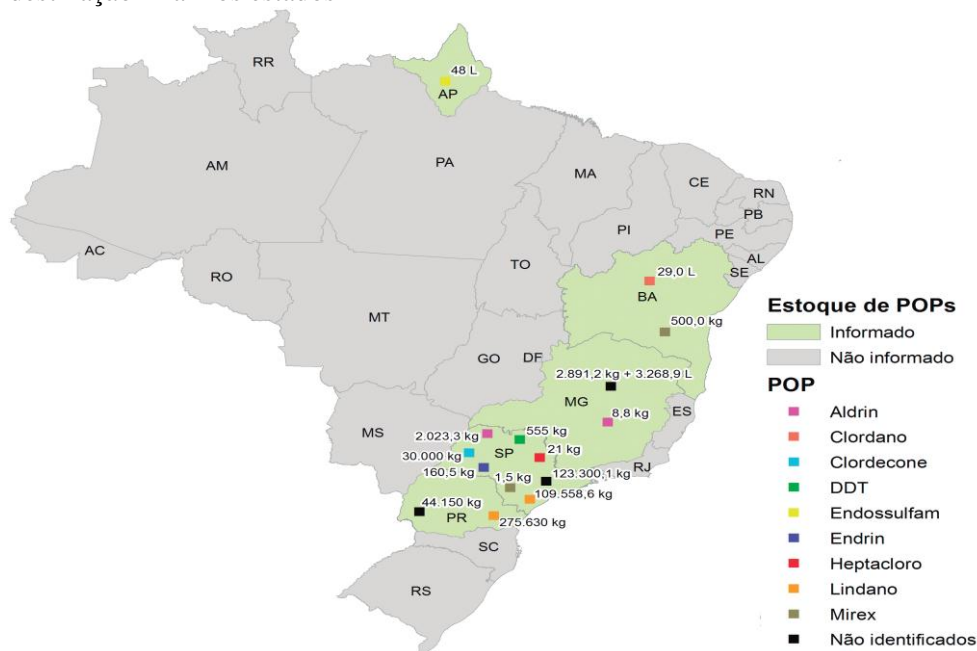 RR
48 L
AP
AM
PA
MA
CE
RN
PB
PI
PE
AL
SE
AC
RO
TO
29,0 L
BA
MT
500,0 kg
GO
DF
2.891,2 kg + 3.268,9 L
MG
ES
8,8 kg
MS
2.023,3 kg
555 kg
SP
21 kg
30.000 kg
RJ
160,5 kg
1,5 kg
123.300,1 kg
109.558,6 kg
44.150 kg
PR
275.630 kg
SC
RS
Estoque de POPs
Informado
Não informado
POP
Aldrin
Clordano
Clordecone
DDT
Endossulfam
Endrin
Heptacloro
Lindano
Mirex
Não identificados